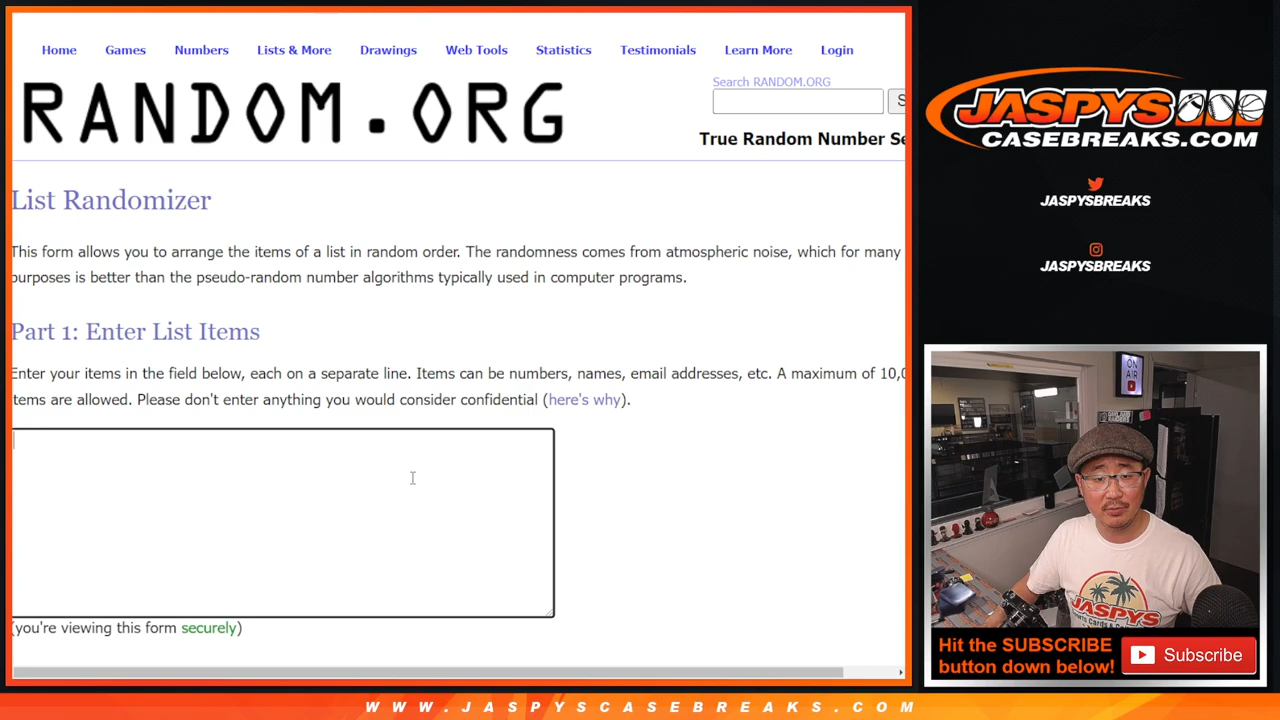 Home Games Numbers Lists & More Drawings Web Tools Statistics Testimonials Learn More Login
RANDOM.ORG
Search RANDOM.ORG
True Random Number Se
List Randomizer
This form allows you to arrange the items of a list in random order. The randomness comes from atmospheric noise, which for many
purposes is better than the pseudo-random number algorithms typically used in computer programs.
Part 1: Enter List Items
Enter your items in the field below, each on a separate line. Items can be numbers, names, email addresses, etc. A maximum of 10,0
items are allowed. Please don't enter anything you would consider confidential (here's why).
(you're viewing this form securely)
JASPYS
CASEBREAKS.COM
JASPYSBREAKS
JASPYSBREAKS
ON
AIR
JASPYS
Hit the SUBSCRIBE
button down below!
Subscribe
WWW.JASPYSCASEBREAKS.COM